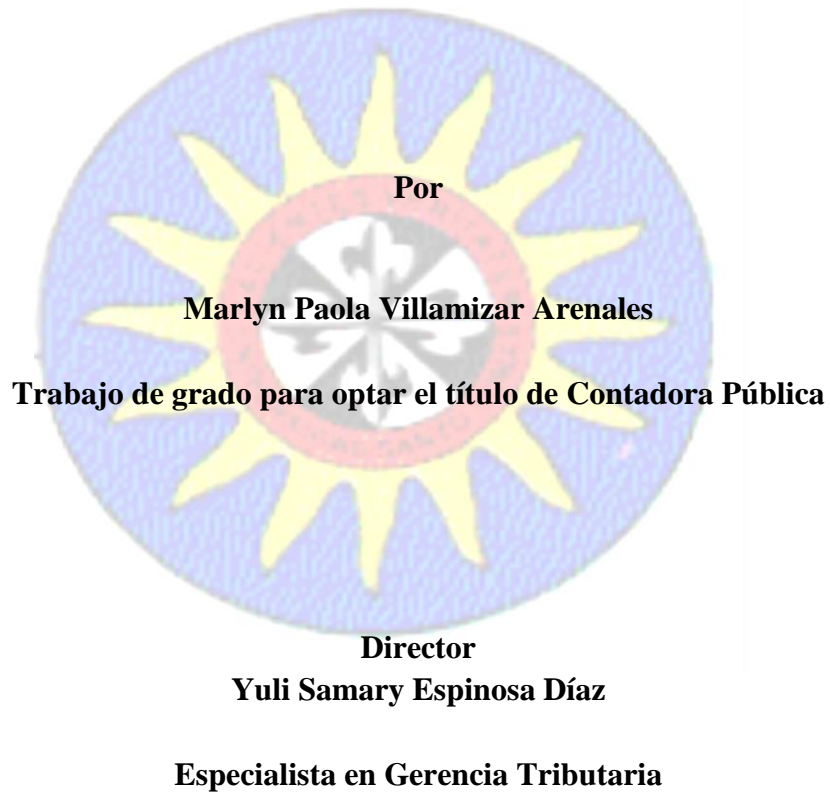 Por
Marlyn Paola Villamizar Arenales
Trabajo de grado para optar el título de Contadora Pública
Director
Yuli Samary Espinosa Díaz
Especialista en Gerencia Tributaria